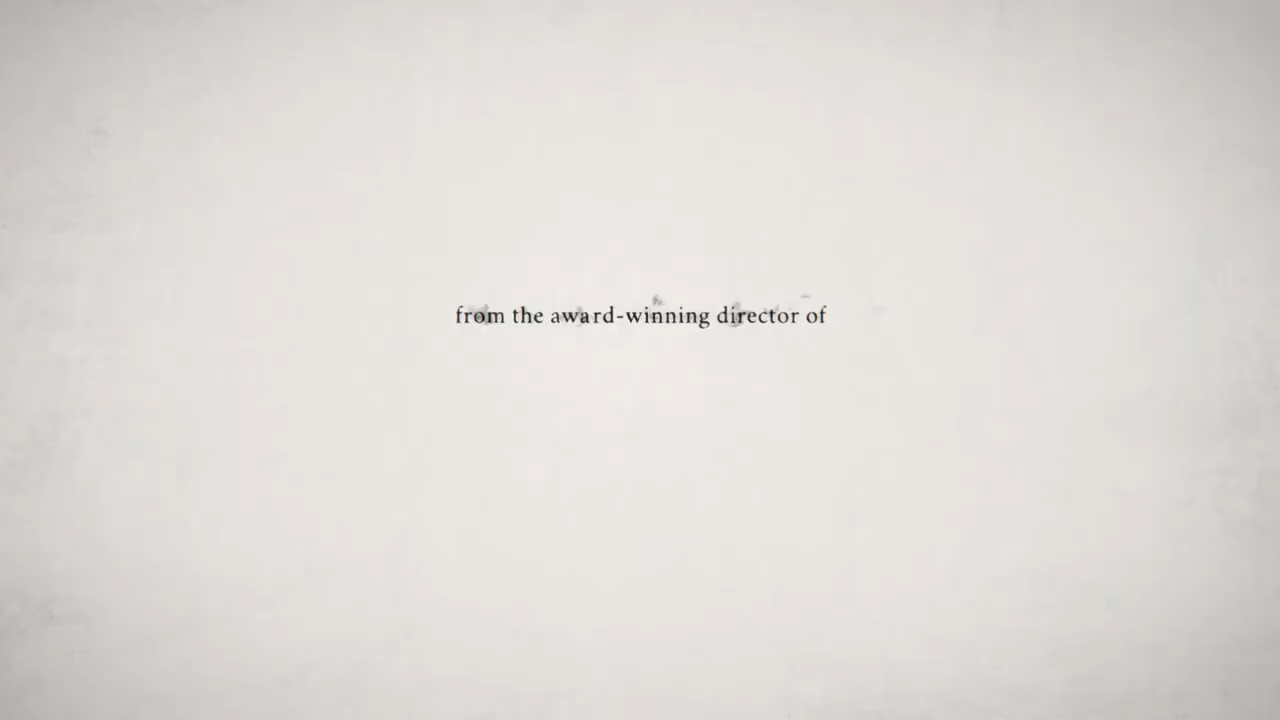 from the award-winning director of